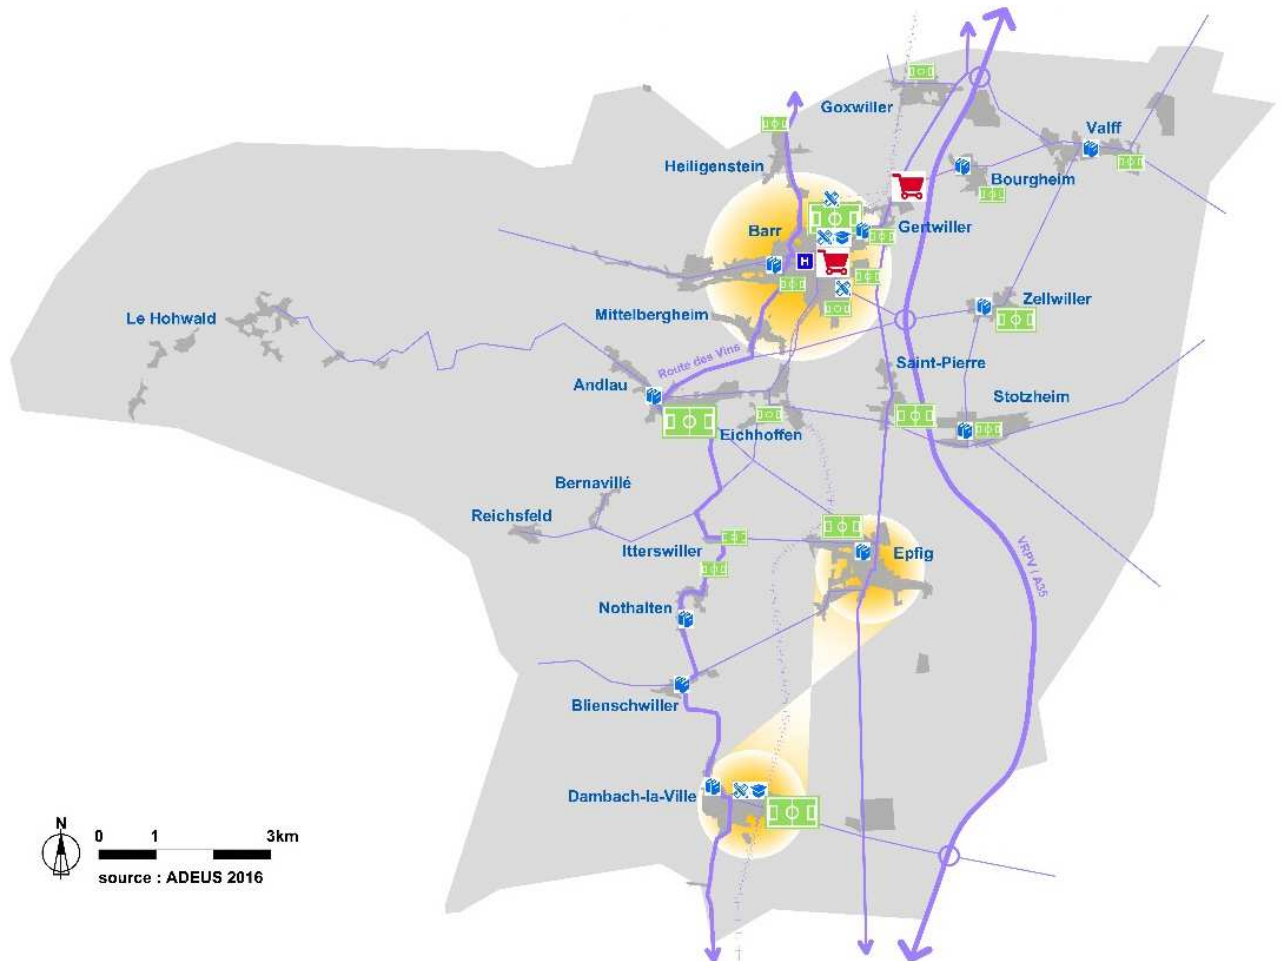 Goxwiller
Valff
Heiligenstein
Bourgheim
Barr
Gertwiller
H
Zellwiller
Le Hohwald
Mittelbergheim
Route des Vins
Saint-Pierre
Andlau
Stotzheim
Eichhoffen
Bernavillé
Reichsfeld
Itterswiller
Epfig
VRPV / A35
Nothalten
Blienschwiller
Dambach-la-Ville
N
0 1 3km
source : ADEUS 2016